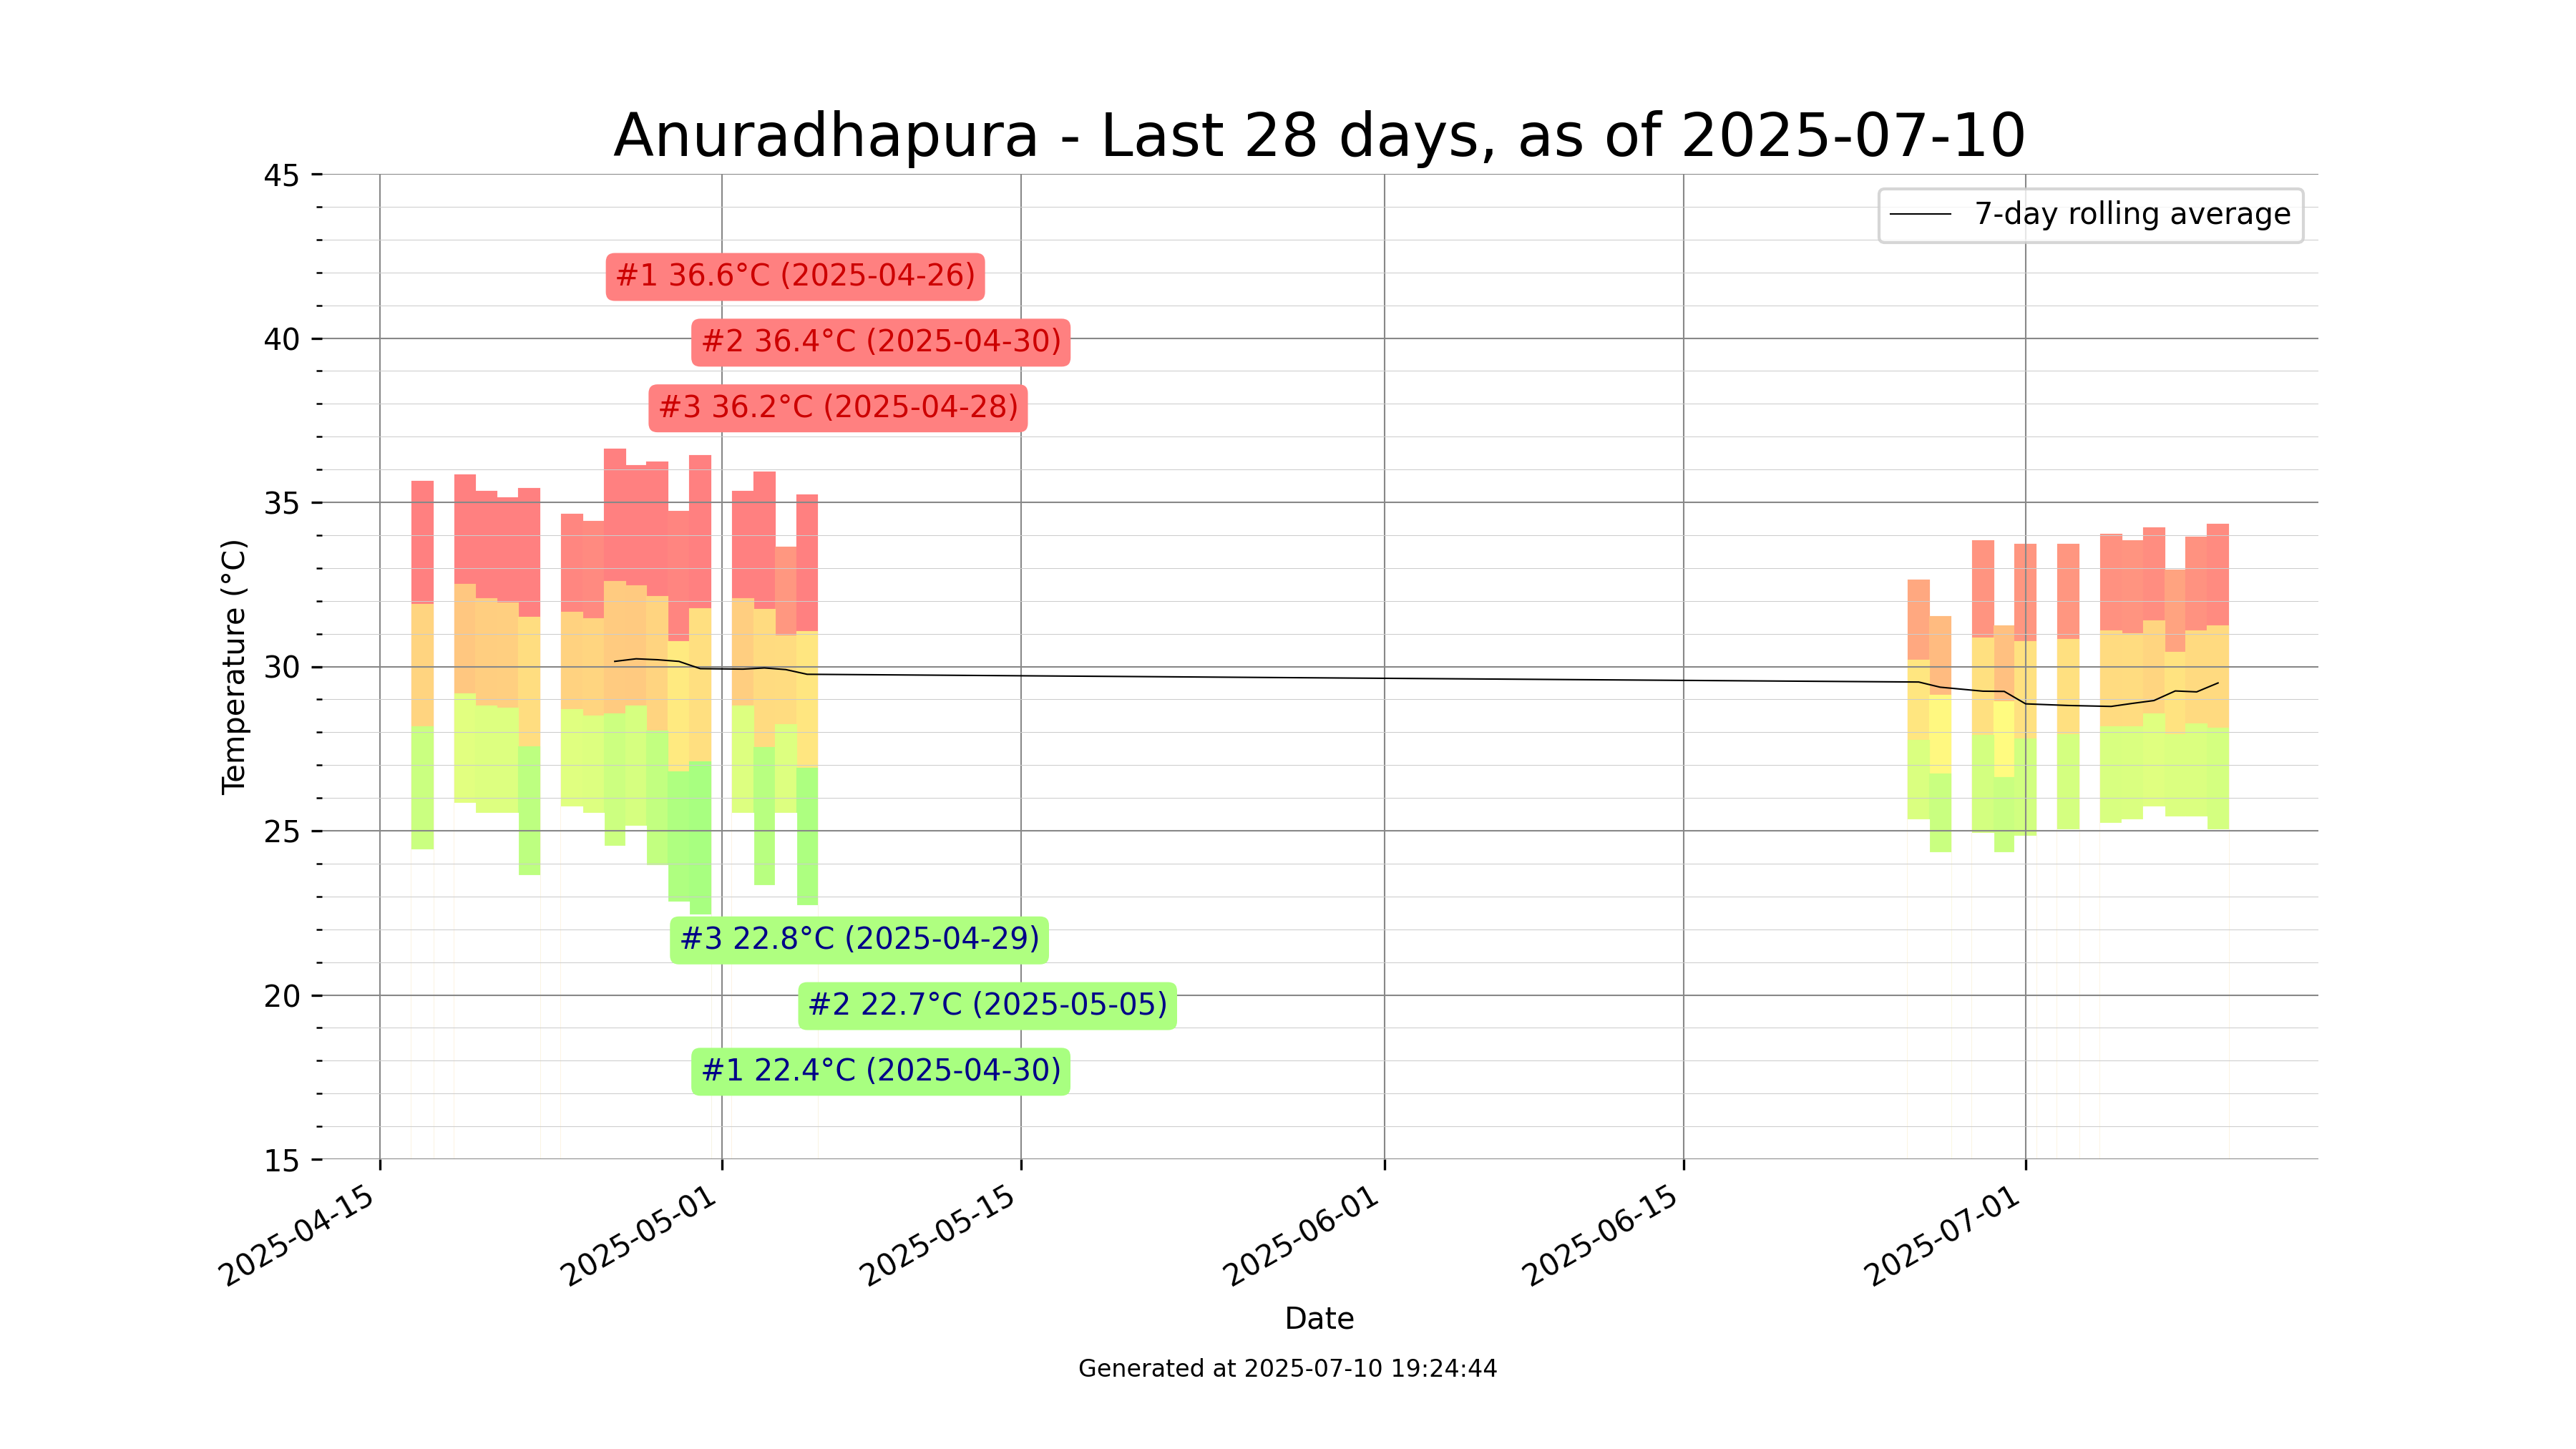 Anuradhapura - Last 28 days, as of 2025-07-10
45
40
35
30
25
20
15
Temperature (°C)
7-day rolling average
#1 36.6°C (2025-04-26)
#2 36.4°C (2025-04-30)
#3 36.2°C (2025-04-28)
#3 22.8°C (2025-04-29)
#2 22.7°C (2025-05-05)
#1 22.4°C (2025-04-30)
2025-04-15
2025-05-01
2025-05-15
2025-06-01
2025-06-15
2025-07-01
Date
Generated at 2025-07-10 19:24:44